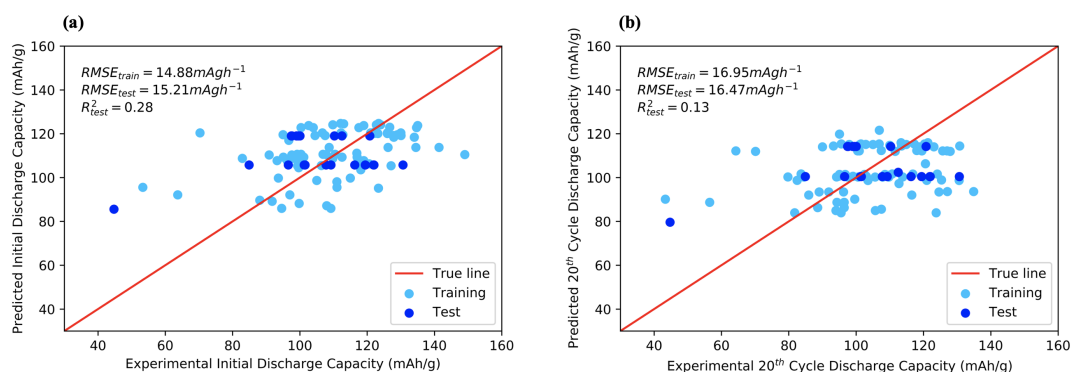 (a)
160
140
120
100
80
60
40
Predicted Initial Discharge Capacity (mAh/g)
RMSE_train = 14.88mAgh⁻¹
RMSE_test = 15.21mAgh⁻¹
R²_test = 0.28
True line
Training
Test
40 60 80 100 120 140 160
Experimental Initial Discharge Capacity (mAh/g)
(b)
160
140
120
100
80
60
40
Predicted 20ᵗʰ Cycle Discharge Capacity (mAh/g)
RMSE_train = 16.95mAgh⁻¹
RMSE_test = 16.47mAgh⁻¹
R²_test = 0.13
True line
Training
Test
40 60 80 100 120 140 160
Experimental 20ᵗʰ Cycle Discharge Capacity (mAh/g)